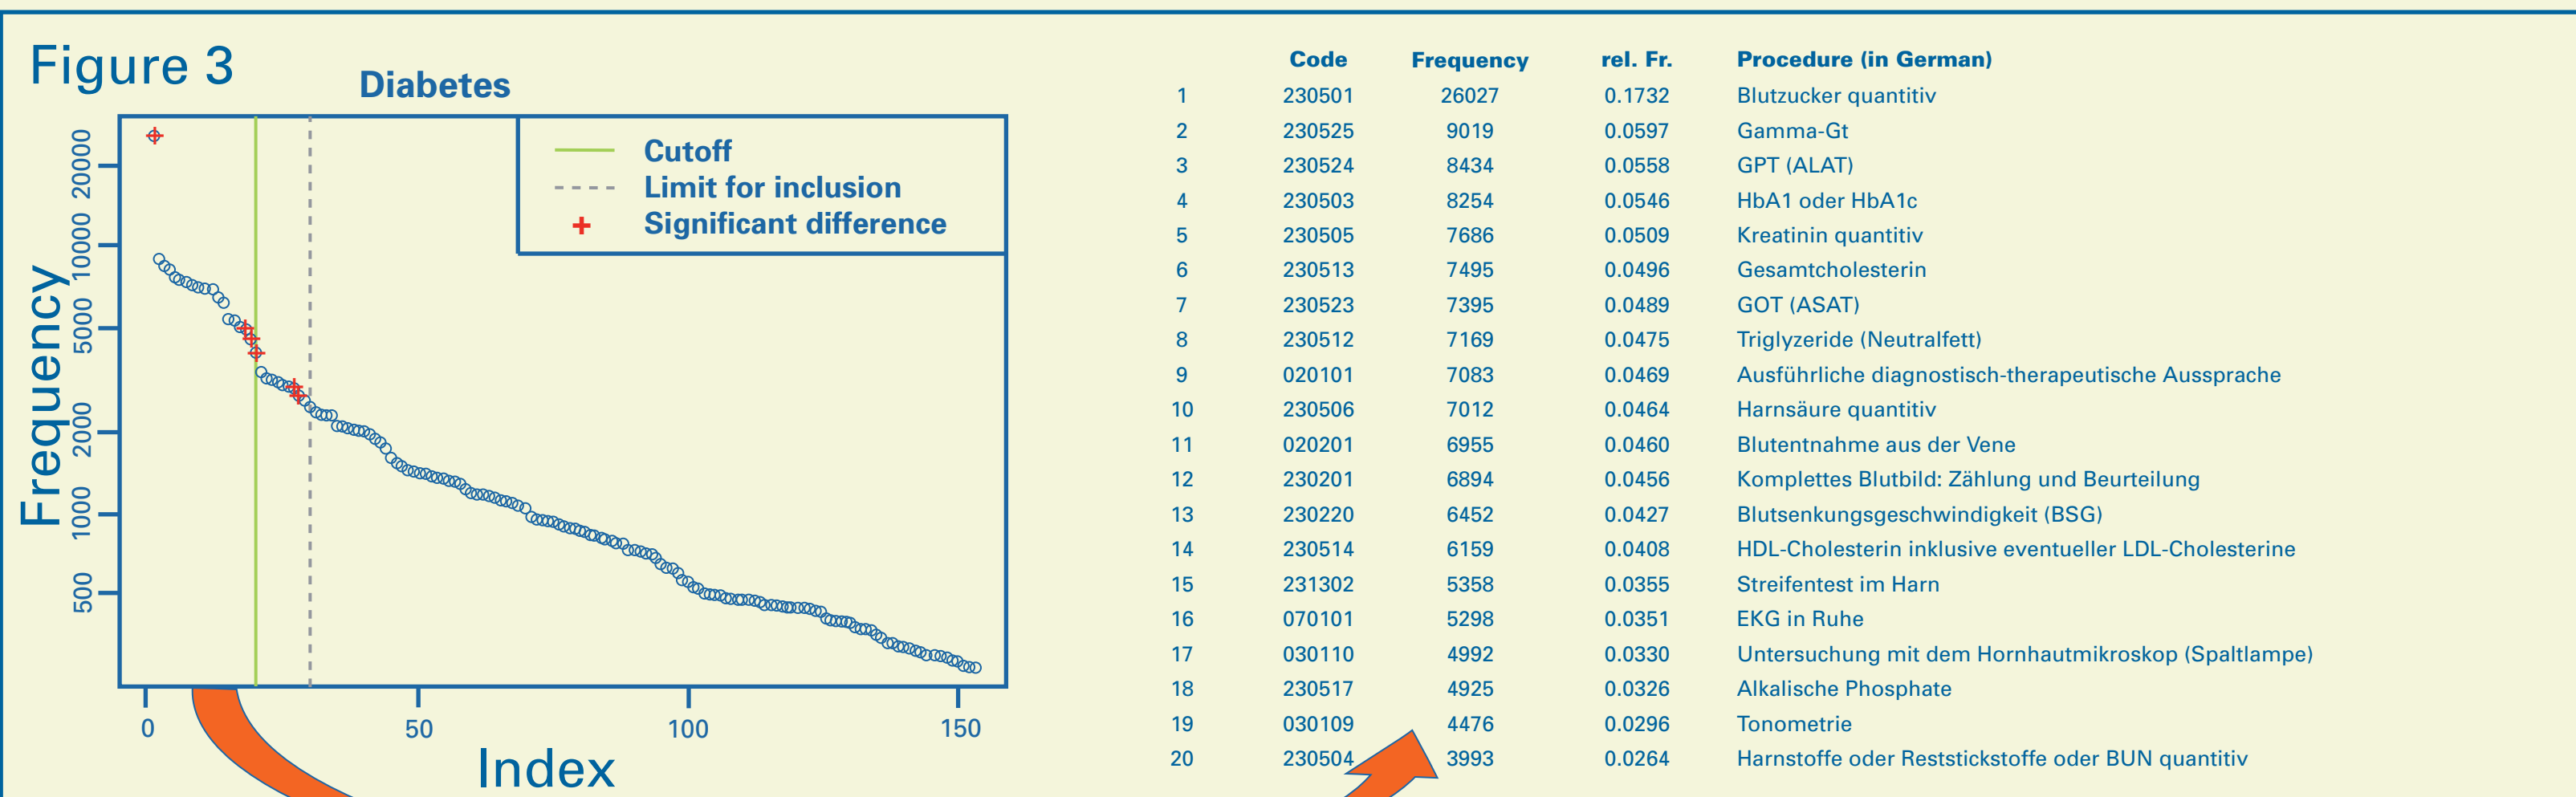 Figure 3
Diabetes
Cutoff
Limit for inclusion
Significant difference
Frequency
20000
10000
5000
2000
1000
500
0 50 100 150
Index
Code Frequency rel. Fr. Procedure (in German)
1 230501 26027 0.1732 Blutzucker quantitiv
2 230525 9019 0.0597 Gamma-Gt
3 230524 8434 0.0558 GPT (ALAT)
4 230503 8254 0.0546 HbA1 oder HbA1c
5 230505 7686 0.0509 Kreatinin quantitiv
6 230513 7495 0.0496 Gesamtcholesterin
7 230523 7395 0.0489 GOT (ASAT)
8 230512 7169 0.0475 Triglyzeride (Neutralfett)
9 020101 7083 0.0469 Ausführliche diagnostisch-therapeutische Aussprache
10 230506 7012 0.0464 Harnsäure quantitiv
11 020201 6955 0.0460 Blutentnahme aus der Vene
12 230201 6894 0.0456 Komplettes Blutbild: Zählung und Beurteilung
13 230220 6452 0.0427 Blutsenkungsgeschwindigkeit (BSG)
14 230514 6159 0.0408 HDL-Cholesterin inklusive eventueller LDL-Cholesterine
15 231302 5358 0.0355 Streifentest im Harn
16 070101 5298 0.0351 EKG in Ruhe
17 030110 4992 0.0330 Untersuchung mit dem Hornhautmikroskop (Spaltlampe)
18 230517 4925 0.0326 Alkalische Phosphate
19 030109 4476 0.0296 Tonometrie
20 230504 3993 0.0264 Harnstoffe oder Reststickstoffe oder BUN quantitiv